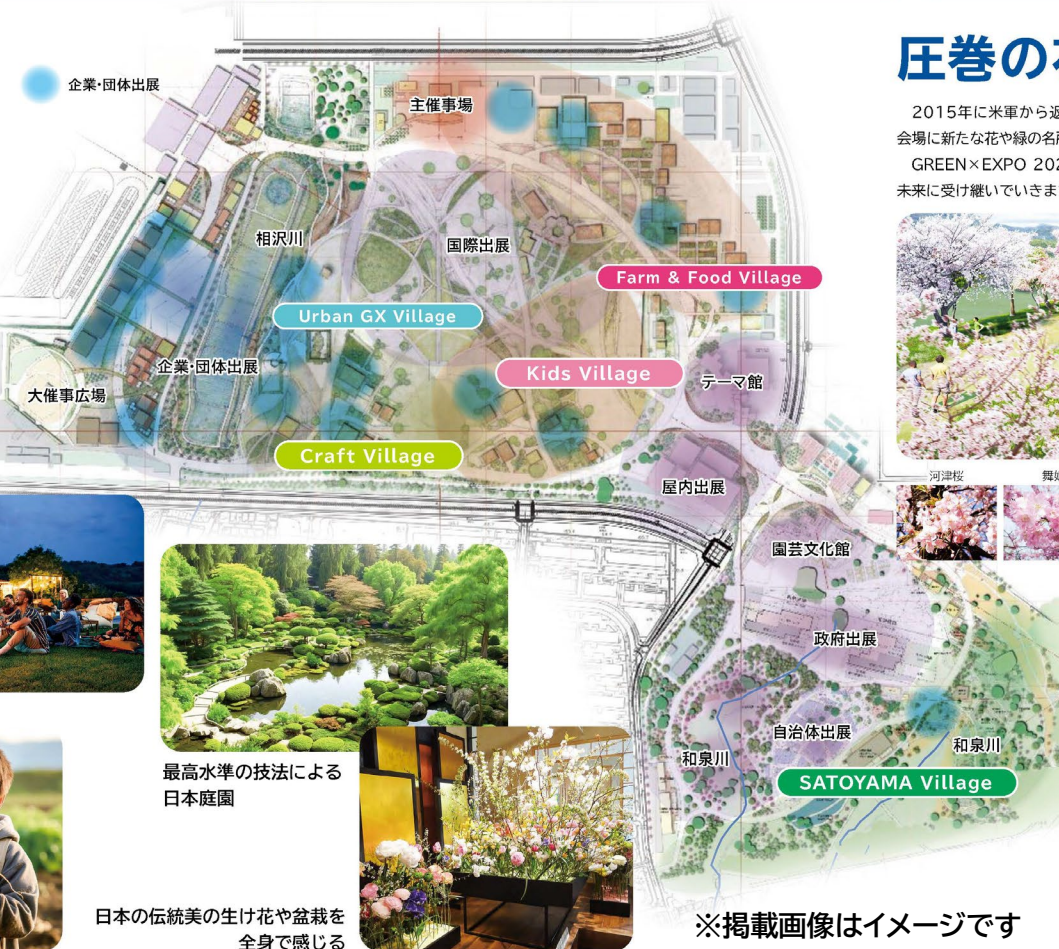 圧巻の
企業・団体出展
主催事場
2015年に米軍から
会場に新たな花や緑の名所
GREEN×EXPO 202
未来に受け継いでいきま
相沢川
国際出展
Farm & Food Village
Urban GX Village
企業・団体出展
Kids Village
テーマ館
大催事広場
Craft Village
屋内出展
河津桜
舞姫
園芸文化館
政府出展
自治体出展
和泉川
和泉川
SATOYAMA Village
最高水準の技法による
日本庭園
日本の伝統美の生け花や盆栽を
全身で感じる
※掲載画像はイメージです